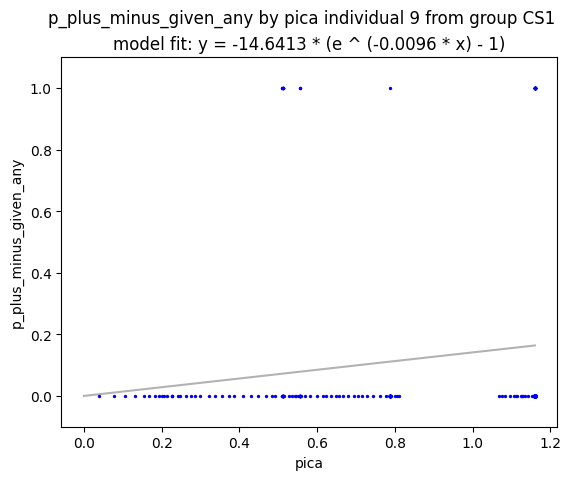 p_plus_minus_given_any by pica individual 9 from group CS1
model fit: y = -14.6413 * (e ^ (-0.0096 * x) - 1)
1.0
0.8
0.6
0.4
0.2
0.0
p_plus_minus_given_any
0.0 0.2 0.4 0.6 0.8 1.0 1.2
pica